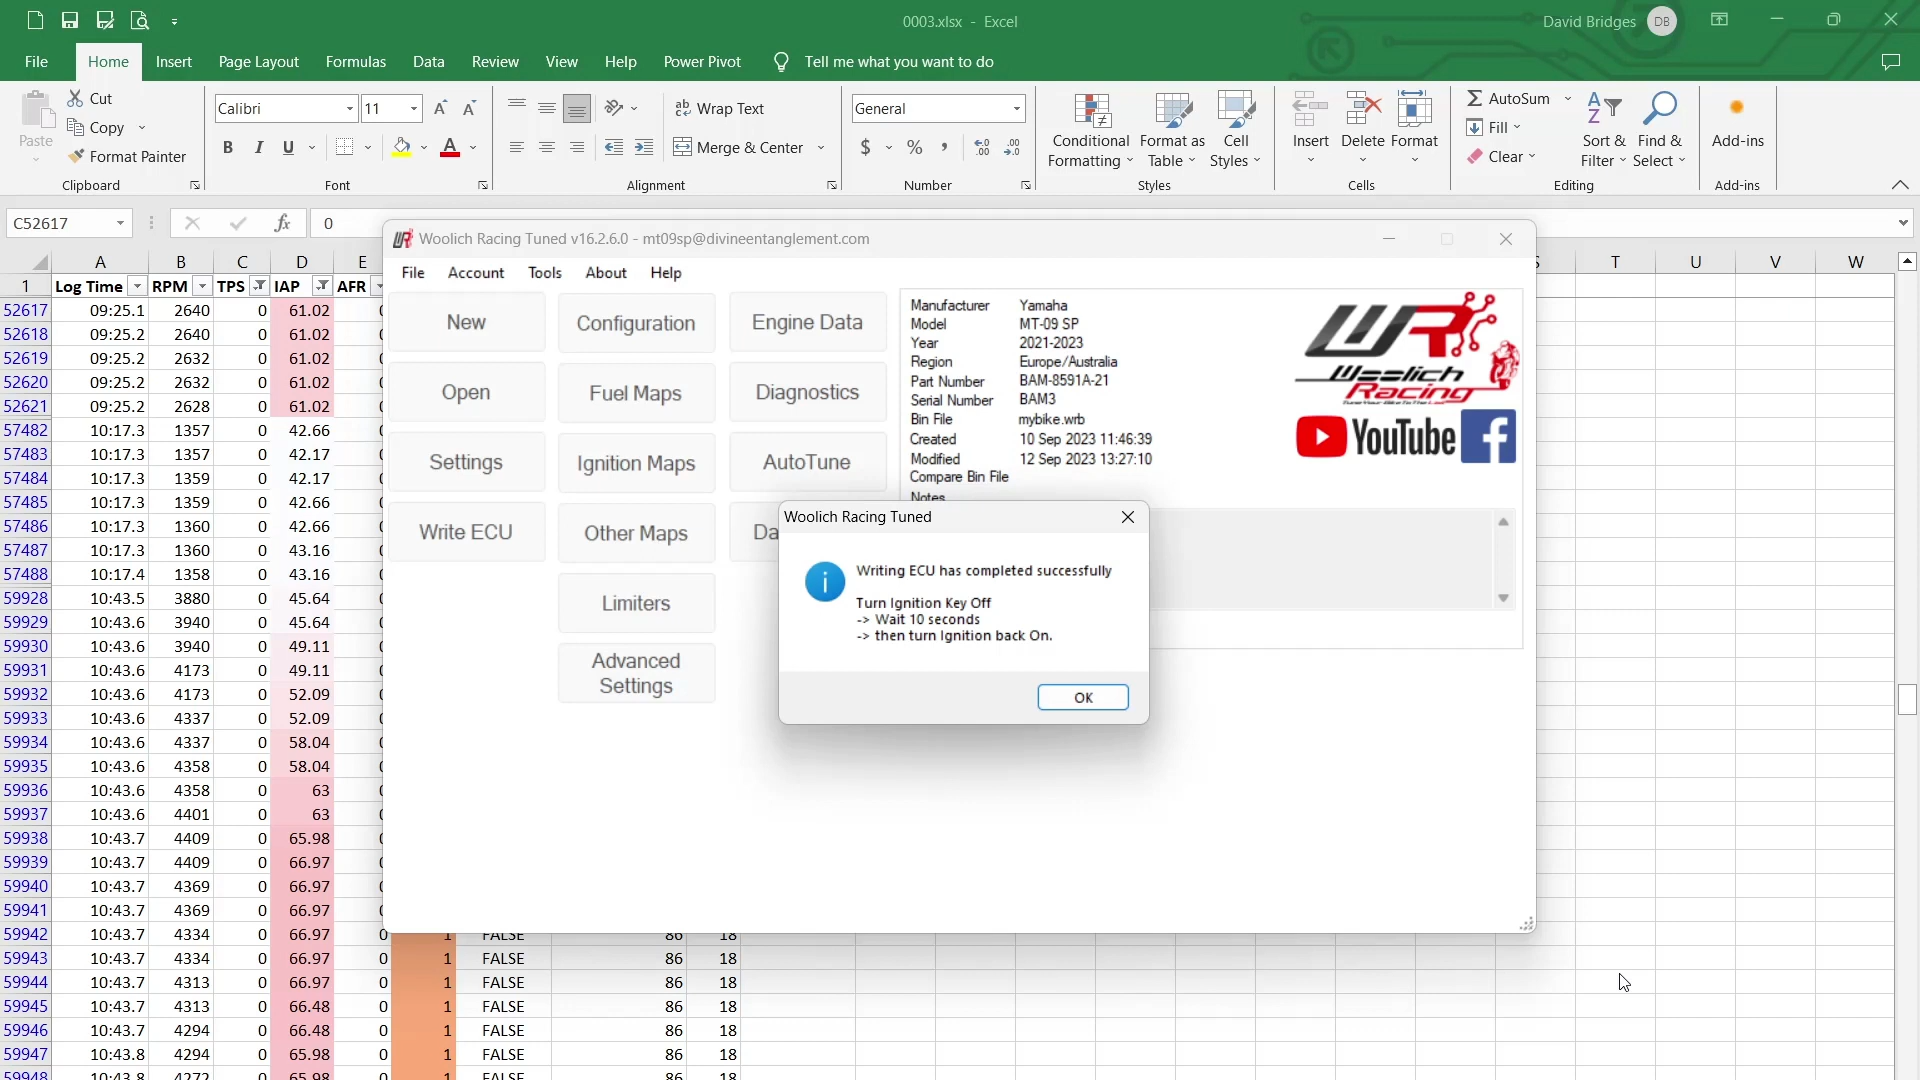 0003.xlsx - Excel
David Bridges
DB
File
Home
Insert
Page Layout
Formulas
Data
Review
View
Help
Power Pivot
Tell me what you want to do
Paste
Cut
Copy
Format Painter
Clipboard
Calibri
11
B
I
U
Font
Wrap Text
Merge & Center
Alignment
General
Number
Conditional Formatting
Format as Table
Cell Styles
Styles
Insert
Delete
Format
Cells
AutoSum
Fill
Clear
Sort & Filter
Find & Select
Editing
Add-ins
Add-ins
C52617
fx
0
A B C D E T U V W
1 Log Time RPM TPS IAP AFR
52617 09:25.1 2640 0 61.02
52618 09:25.2 2640 0 61.02
52619 09:25.2 2632 0 61.02
52620 09:25.2 2632 0 61.02
52621 09:25.2 2628 0 61.02
57482 10:17.3 1357 0 42.66
57483 10:17.3 1357 0 42.17
57484 10:17.3 1359 0 42.17
57485 10:17.3 1359 0 42.66
57486 10:17.3 1360 0 42.66
57487 10:17.3 1360 0 43.16
57488 10:17.4 1358 0 43.16
59928 10:43.5 3880 0 45.64
59929 10:43.6 3940 0 45.64
59930 10:43.6 3940 0 49.11
59931 10:43.6 4173 0 49.11
59932 10:43.6 4173 0 52.09
59933 10:43.6 4337 0 52.09
59934 10:43.6 4337 0 58.04
59935 10:43.6 4358 0 58.04
59936 10:43.6 4358 0 63
59937 10:43.6 4401 0 63
59938 10:43.7 4409 0 65.98
59939 10:43.7 4409 0 66.97
59940 10:43.7 4369 0 66.97
59941 10:43.7 4369 0 66.97
59942 10:43.7 4334 0 66.97 0 1 FALSE 86 18
59943 10:43.7 4334 0 66.97 0 1 FALSE 86 18
59944 10:43.7 4313 0 66.97 0 1 FALSE 86 18
59945 10:43.7 4313 0 66.48 0 1 FALSE 86 18
59946 10:43.7 4294 0 66.48 0 1 FALSE 86 18
59947 10:43.8 4294 0 65.98 0 1 FALSE 86 18
59948 10:43.8 4272 0 65.98 0 1 FALSE 86 18
Woolich Racing Tuned v16.2.6.0 - mt09sp@divineentanglement.com
File Account Tools About Help
New
Configuration
Engine Data
Open
Fuel Maps
Diagnostics
Settings
Ignition Maps
AutoTune
Write ECU
Other Maps
Da
Limiters
Advanced
Settings
Manufacturer Yamaha
Model MT-09 SP
Year 2021-2023
Region Europe/Australia
Part Number BAM-8591A-21
Serial Number BAM3
Bin File mybike.wrb
Created 10 Sep 2023 11:46:39
Modified 12 Sep 2023 13:27:10
Compare Bin File
Notes
WR
Woolich
Racing
YouTube
f
Woolich Racing Tuned
Writing ECU has completed successfully
Turn Ignition Key Off
-> Wait 10 seconds
-> then turn Ignition back On.
OK